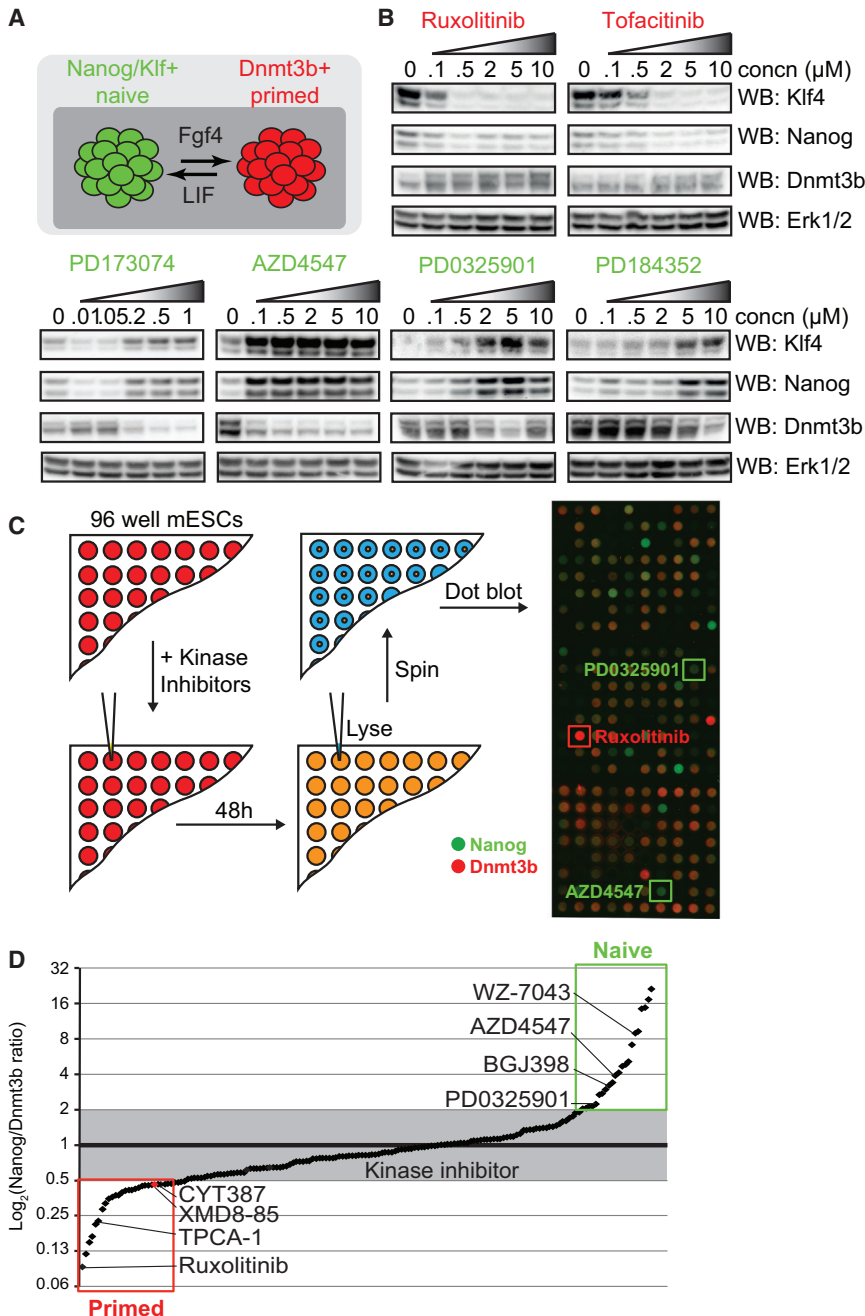 A
Nanog/Klf+
naive
Dnmt3b+
primed
Fgf4
LIF
B
Ruxolitinib
Tofacitinib
0 .1 .5 2 5 10
0 .1 .5 2 5 10
concn (µM)
WB: Klf4
WB: Nanog
WB: Dnmt3b
WB: Erk1/2
PD173074
AZD4547
PD0325901
PD184352
0 .01.05.2 .5 1
0 .1 .5 2 5 10
0 .1 .5 2 5 10
0 .1 .5 2 5 10
concn (µM)
WB: Klf4
WB: Nanog
WB: Dnmt3b
WB: Erk1/2
C
96 well mESCs
+ Kinase
Inhibitors
48h
Lyse
Spin
Dot blot
Nanog
Dnmt3b
PD0325901
Ruxolitinib
AZD4547
D
Log2(Nanog/Dnmt3b ratio)
32
16
8
4
2
1
0.5
0.25
0.13
0.06
Naive
WZ-7043
AZD4547
BGJ398
PD0325901
Kinase inhibitor
CYT387
XMD8-85
TPCA-1
Ruxolitinib
Primed